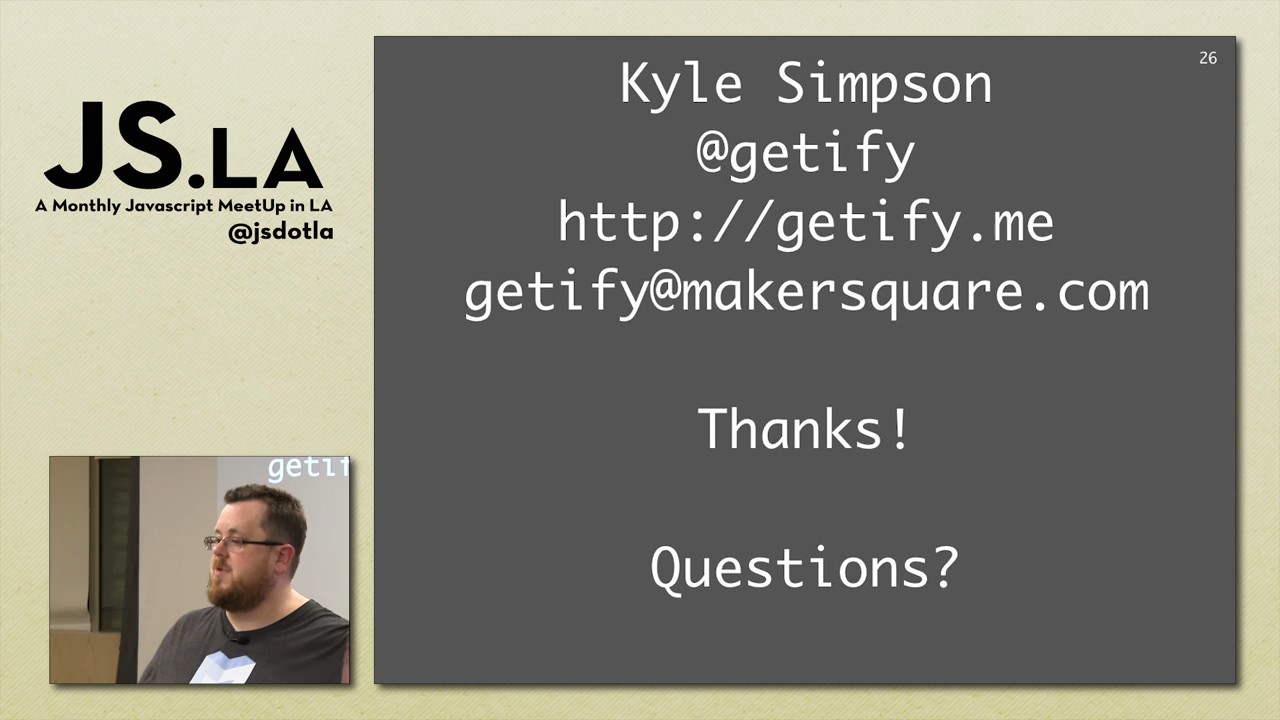 JS.LA
A Monthly Javascript MeetUp in LA
@jsdotla
26
Kyle Simpson
@getify
http://getify.me
getify@makersquare.com
Thanks!
Questions?
getif